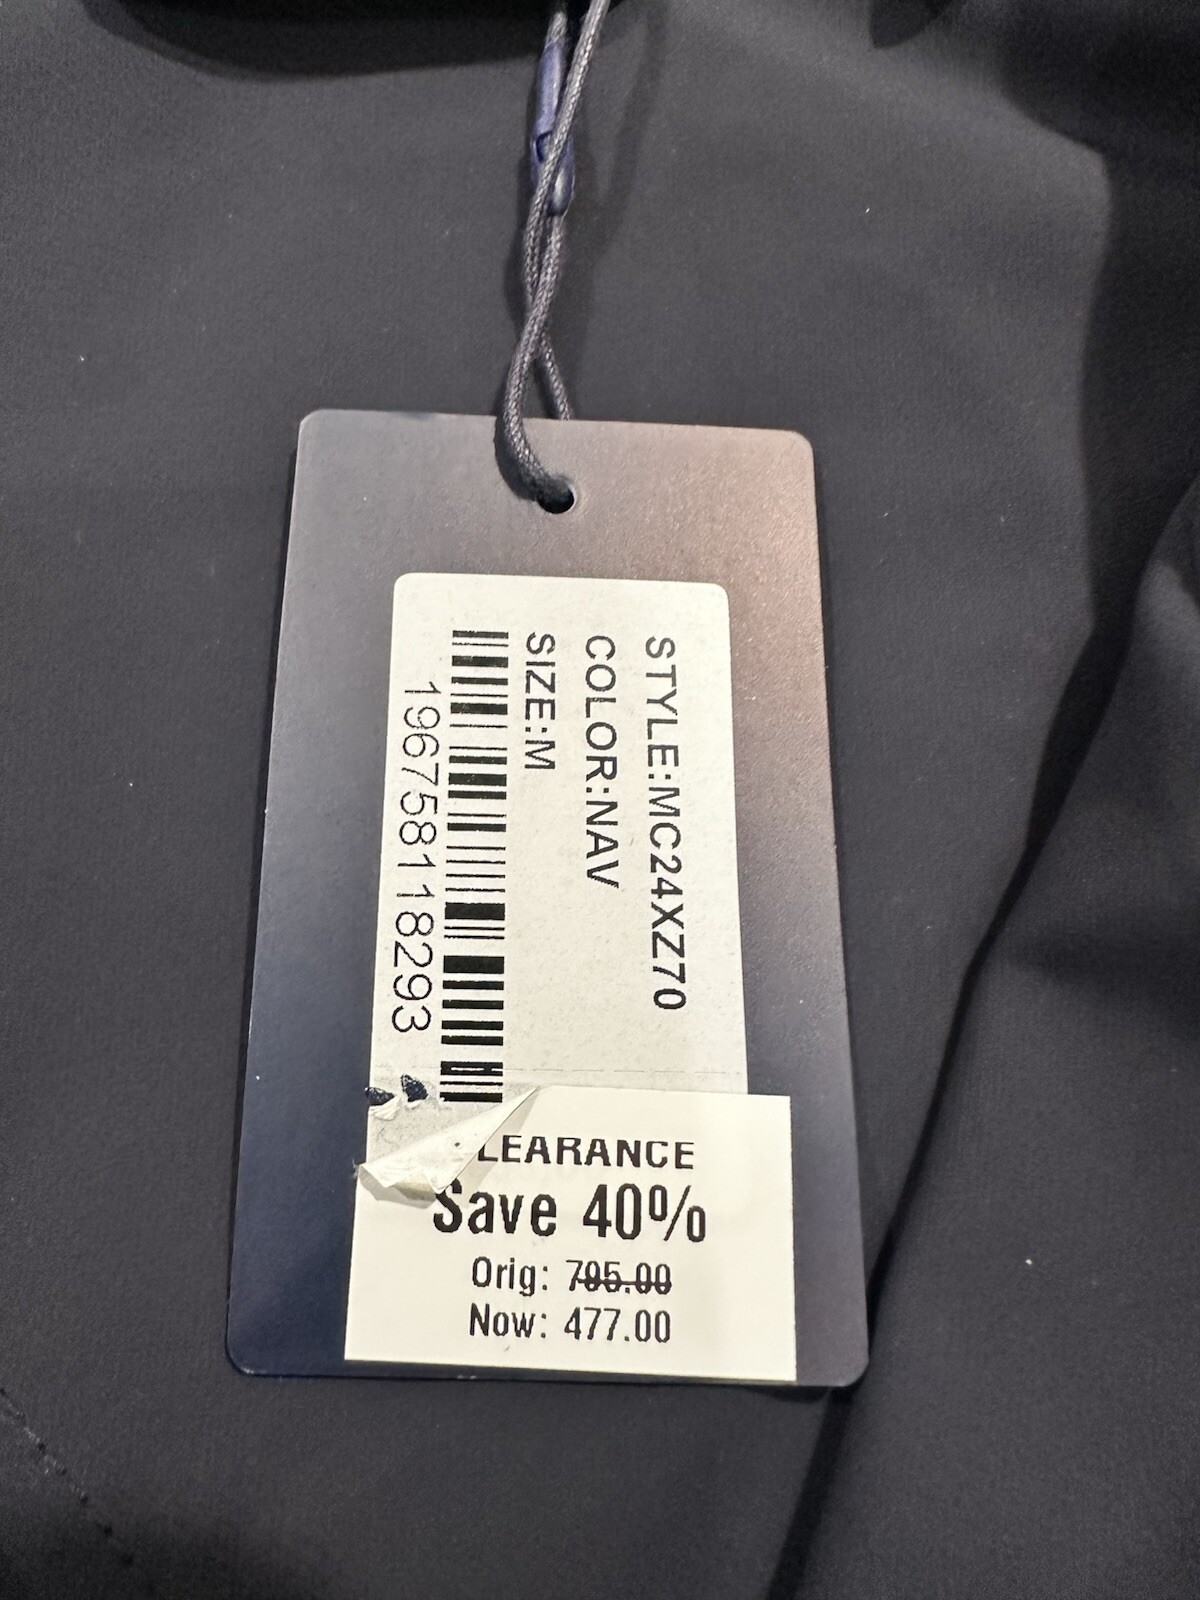 STYLE:MC24XZ70
COLOR:NAV
SIZE:M
196758118293
LEARANCE
Save 40%
Orig: 795.00
Now: 477.00